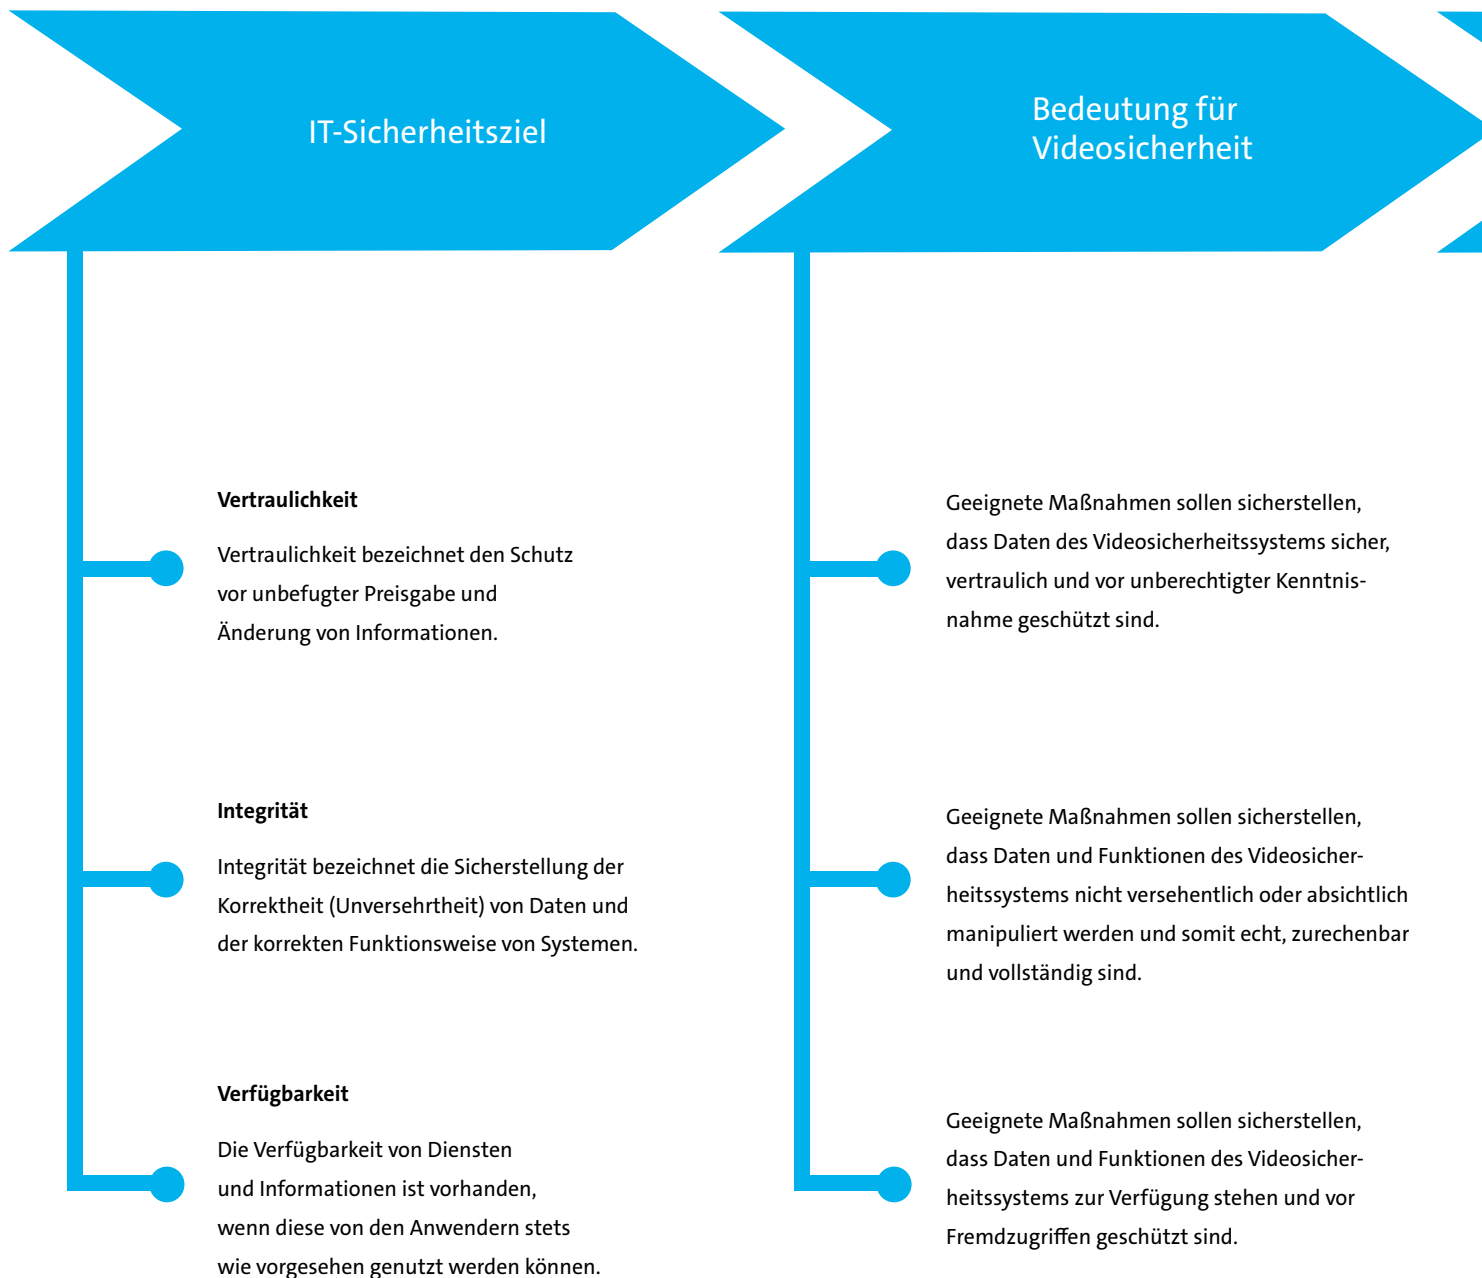 IT-Sicherheitsziel
Vertraulichkeit
Vertraulichkeit bezeichnet den Schutz
vor unbefugter Preisgabe und
Änderung von Informationen.
Integrität
Integrität bezeichnet die Sicherstellung der
Korrektheit (Unversehrtheit) von Daten und
der korrekten Funktionsweise von Systemen.
Verfügbarkeit
Die Verfügbarkeit von Diensten
und Informationen ist vorhanden,
wenn diese von den Anwendern stets
wie vorgesehen genutzt werden können.
Bedeutung für
Videosicherheit
Geeignete Maßnahmen sollen sicherstellen,
dass Daten des Videosicherheitssystems sicher,
vertraulich und vor unberechtigter Kenntnis-
nahme geschützt sind.
Geeignete Maßnahmen sollen sicherstellen,
dass Daten und Funktionen des Videosicher-
heitssystems nicht versehentlich oder absichtlich
manipuliert werden und somit echt, zurechenbar
und vollständig sind.
Geeignete Maßnahmen sollen sicherstellen,
dass Daten und Funktionen des Videosicher-
heitssystems zur Verfügung stehen und vor
Fremdzugriffen geschützt sind.